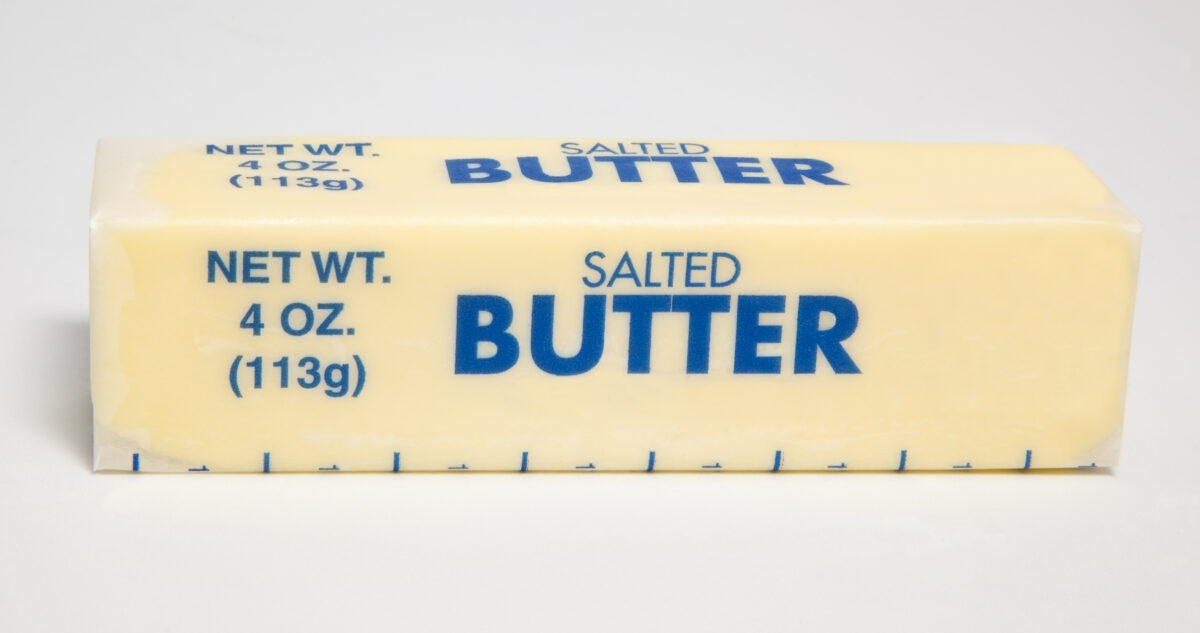 NET WT.
4 OZ.
(113g)
SALTED
BUTTER
NET WT.
4 OZ.
(113g)
SALTED
BUTTER